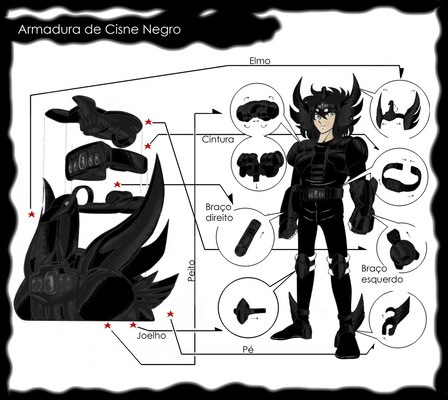 Armadura de Cisne Negro
Elmo
Cintura
Braço
direito
Peito
Braço
esquerdo
Joelho
Pé